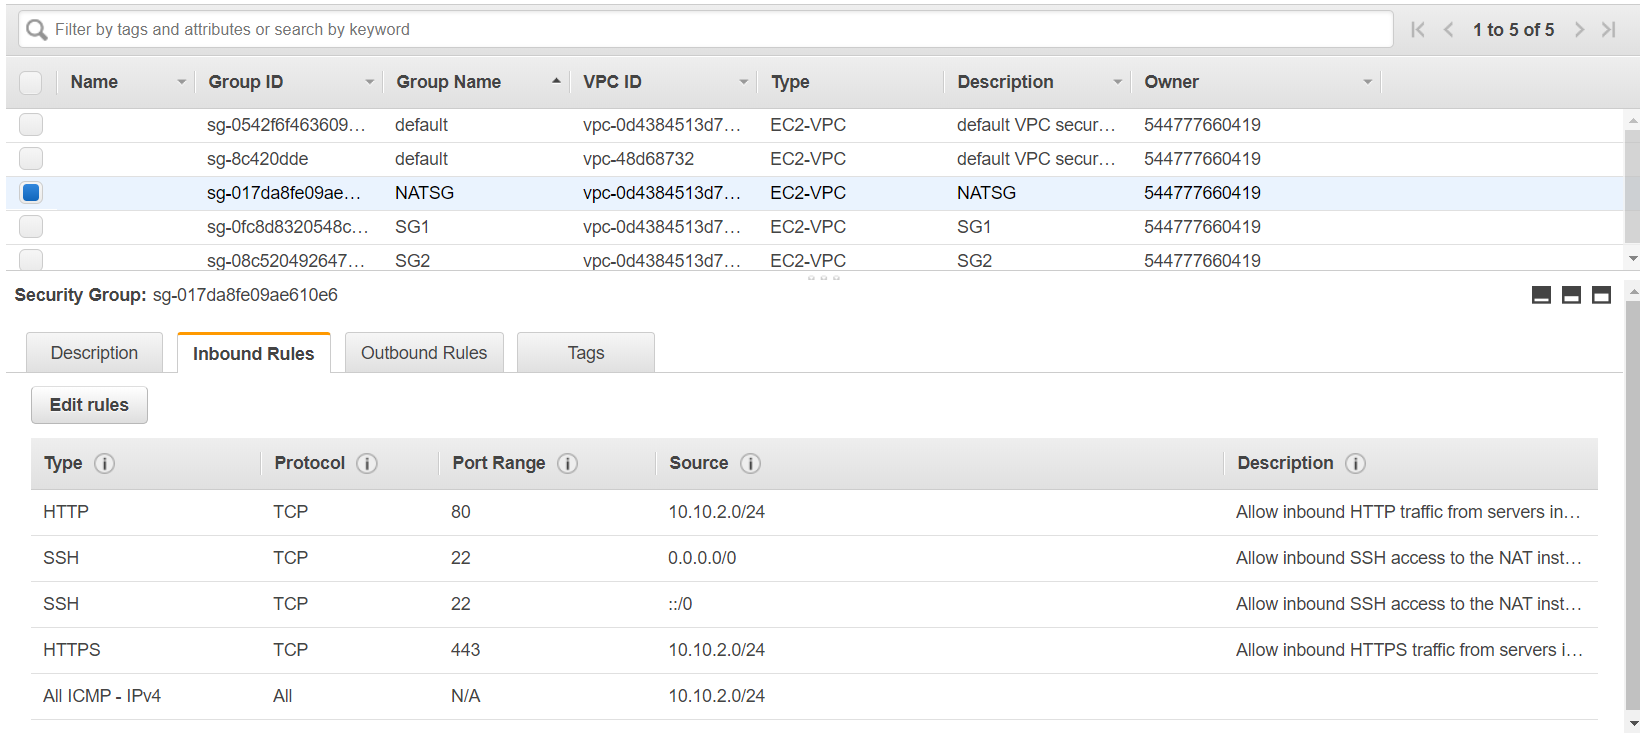 Filter by tags and attributes or search by keyword 1 to 5 of 5
Name Group ID Group Name VPC ID Type Description Owner
sg-0542f6f463609... default vpc-0d4384513d7... EC2-VPC default VPC secur... 544777660419
sg-8c420dde default vpc-48d68732 EC2-VPC default VPC secur... 544777660419
sg-017da8fe09ae... NATSG vpc-0d4384513d7... EC2-VPC NATSG 544777660419
sg-0fc8d8320548c... SG1 vpc-0d4384513d7... EC2-VPC SG1 544777660419
sg-08c520492647... SG2 vpc-0d4384513d7... EC2-VPC SG2 544777660419
Security Group: sg-017da8fe09ae610e6
Description Inbound Rules Outbound Rules Tags
Edit rules
Type i Protocol i Port Range i Source i Description i
HTTP TCP 80 10.10.2.0/24 Allow inbound HTTP traffic from servers in...
SSH TCP 22 0.0.0.0/0 Allow inbound SSH access to the NAT inst...
SSH TCP 22 ::/0 Allow inbound SSH access to the NAT inst...
HTTPS TCP 443 10.10.2.0/24 Allow inbound HTTPS traffic from servers i...
All ICMP - IPv4 All N/A 10.10.2.0/24